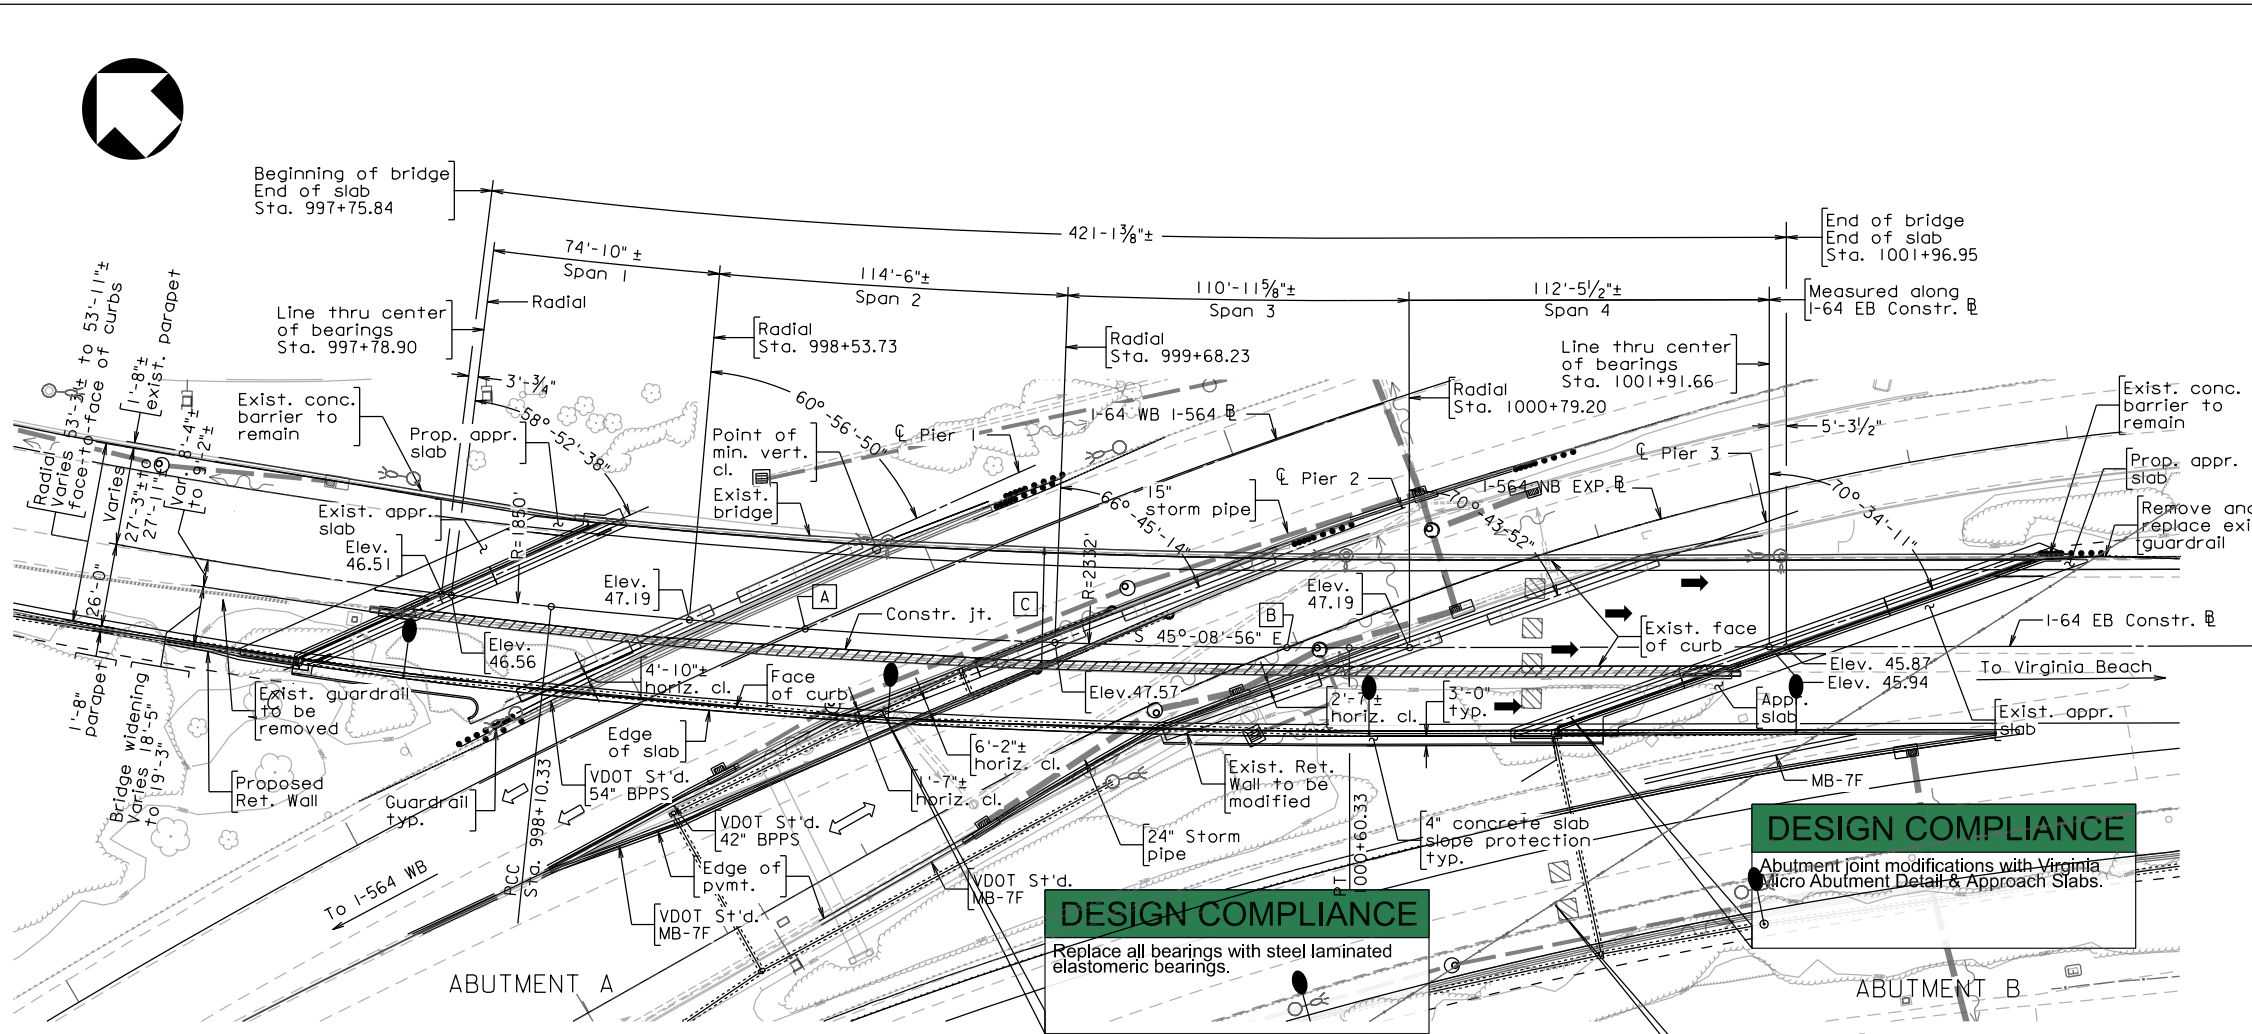 Beginning of bridge
End of slab
Sta. 997+75.84
421-1⅜"±
End of bridge
End of slab
Sta. 1001+96.95
74'-10" ±
Span 1
114'-6"±
Span 2
110'-11⅝"±
Span 3
112'-5½"±
Span 4
Measured along
I-64 EB Constr. ℄
Radial
Line thru center
of bearings
Sta. 997+78.90
Radial
Sta. 998+53.73
Radial
Sta. 999+68.23
Line thru center
of bearings
Sta. 1001+91.66
Radial
Sta. 1000+79.20
3'-¾"
58°-52'-38"
60°-56'-50"
66°-45'-14"
70°-43'-52"
70°-34'-11"
5'-3½"
Radial
Varies 53'-3"± to 53'-11"±
face-to-face of curbs
1'-8"±
exist. parapet
Varies
27'-3"± to
27'-11"±
Var. 8'-4"±
to 9'-2"±
26'-0"
1'-8"
parapet
Bridge widening
Varies 18'-5"
to 19'-3"
Exist. conc.
barrier to
remain
Prop. appr.
slab
Exist. appr.
slab
Elev.
46.51
R=1850'
Point of
min. vert.
cl.
Exist.
bridge
℄ Pier 1
I-64 WB I-564 ℄
15"
storm pipe
℄ Pier 2
I-564 NB EXP. ℄
℄ Pier 3
Exist. conc.
barrier to
remain
Prop. appr.
slab
Remove and
replace exi
guardrail
Elev.
47.19
A
C
B
Constr. jt.
R=2332'
Elev.
47.19
S 45°-08'-56" E
Exist. face
of curb
I-64 EB Constr. ℄
To Virginia Beach
Elev. 45.87
Elev. 45.94
Elev.
46.56
4'-10"±
horiz. cl.
Face
of curb
Elev.47.57
2'-7"±
horiz. cl.
3'-0"
typ.
Appr.
slab
Exist. appr.
slab
Exist. guardrail
to be
removed
Edge
of slab
6'-2"±
horiz. cl.
1'-7"±
horiz. cl.
Exist. Ret.
Wall to be
modified
Proposed
Ret. Wall
Guardrail
typ.
VDOT St'd.
54" BPPS
VDOT St'd.
42" BPPS
24" Storm
pipe
4" concrete slab
slope protection
typ.
MB-7F
PCC
Sta. 998+10.33
PT
1000+60.33
Edge of
pvmt.
VDOT St'd.
MB-7F
VDOT St'd.
MB-7F
To I-564 WB
ABUTMENT A
ABUTMENT B
DESIGN COMPLIANCE
Replace all bearings with steel laminated
elastomeric bearings.
DESIGN COMPLIANCE
Abutment joint modifications with Virginia
Micro Abutment Detail & Approach Slabs.